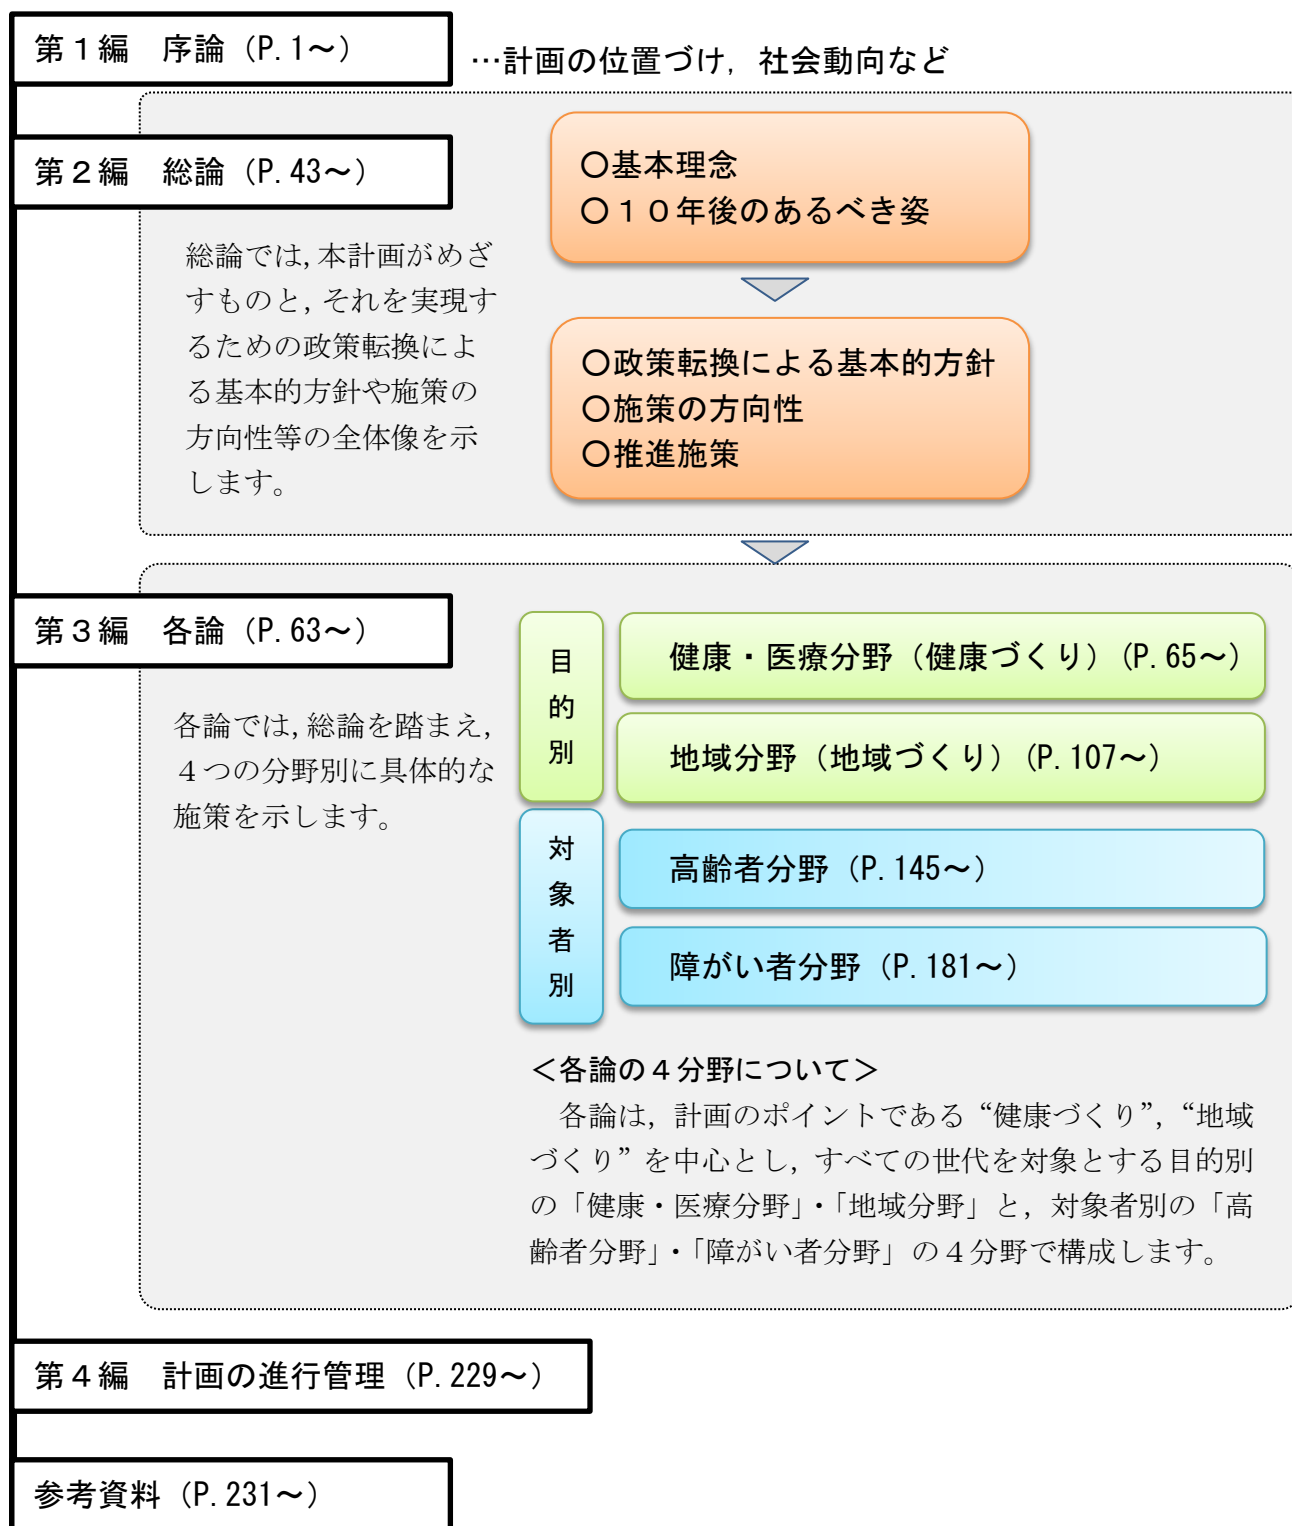 第１編　序論（P.1～）
…計画の位置づけ，社会動向など
第２編　総論（P.43～）
総論では，本計画がめざ
すものと，それを実現す
るための政策転換によ
る基本的方針や施策の
方向性等の全体像を示
します。
○基本理念
○１０年後のあるべき姿
○政策転換による基本的方針
○施策の方向性
○推進施策
第３編　各論（P.63～）
各論では，総論を踏まえ，
４つの分野別に具体的な
施策を示します。
目
的
別
健康・医療分野（健康づくり）（P.65～）
地域分野（地域づくり）（P.107～）
対
象
者
別
高齢者分野（P.145～）
障がい者分野（P.181～）
＜各論の４分野について＞
　各論は，計画のポイントである“健康づくり”，“地域
づくり”を中心とし，すべての世代を対象とする目的別
の「健康・医療分野」・「地域分野」と，対象者別の「高
齢者分野」・「障がい者分野」の４分野で構成します。
第４編　計画の進行管理（P.229～）
参考資料（P.231～）